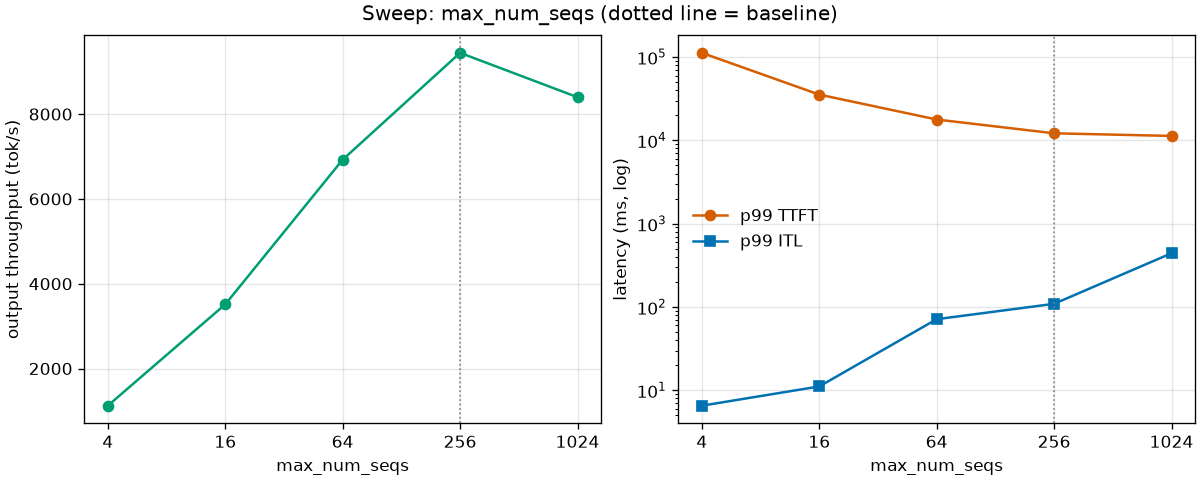 Sweep: max_num_seqs (dotted line = baseline)
output throughput (tok/s)
8000
6000
4000
2000
4 16 64 256 1024
max_num_seqs
latency (ms, log)
10^5
10^4
10^3
10^2
10^1
p99 TTFT
p99 ITL
4 16 64 256 1024
max_num_seqs